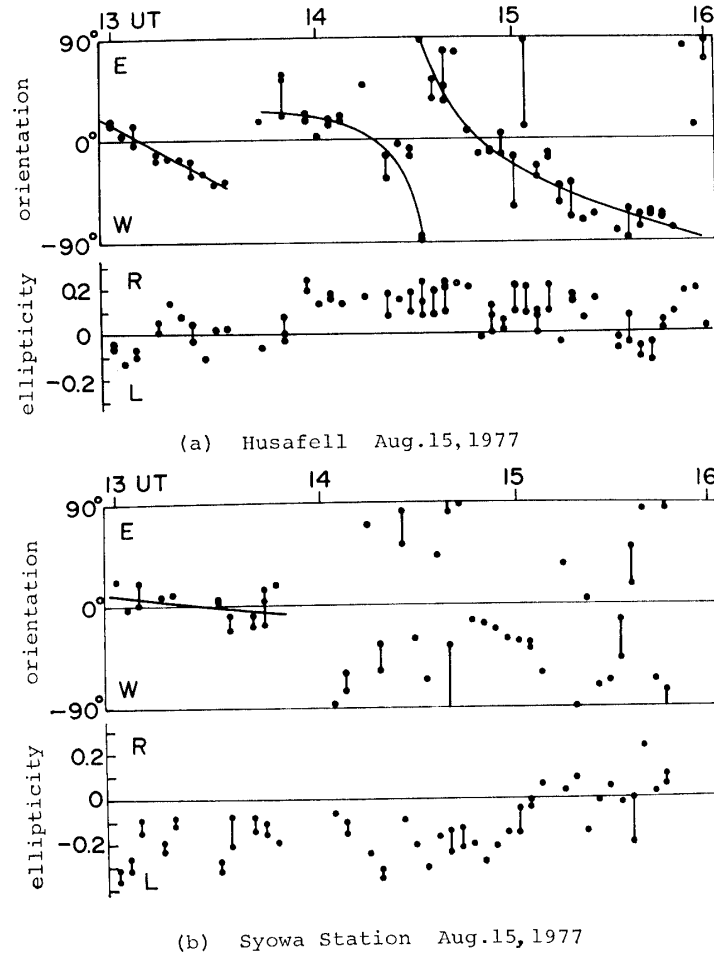 13 UT 14 15 16
90°
E
orientation
0°
W
-90°
R
ellipticity
0.2
0
-0.2
L
(a) Husafell Aug.15,1977
13 UT 14 15 16
90°
E
orientation
0°
W
-90°
R
ellipticity
0.2
0
-0.2
L
(b) Syowa Station Aug.15,1977